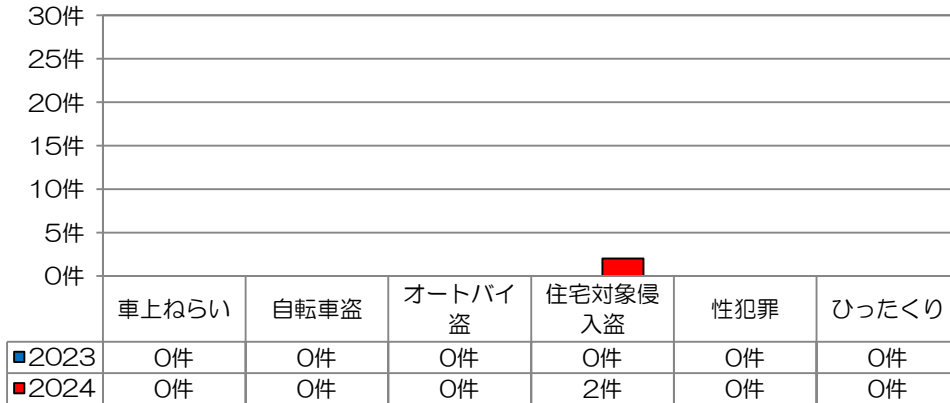 30件
25件
20件
15件
10件
5件
0件
車上ねらい 自転車盗 オートバイ盗 住宅対象侵入盗 性犯罪 ひったくり
2023 0件 0件 0件 0件 0件 0件
2024 0件 0件 0件 2件 0件 0件